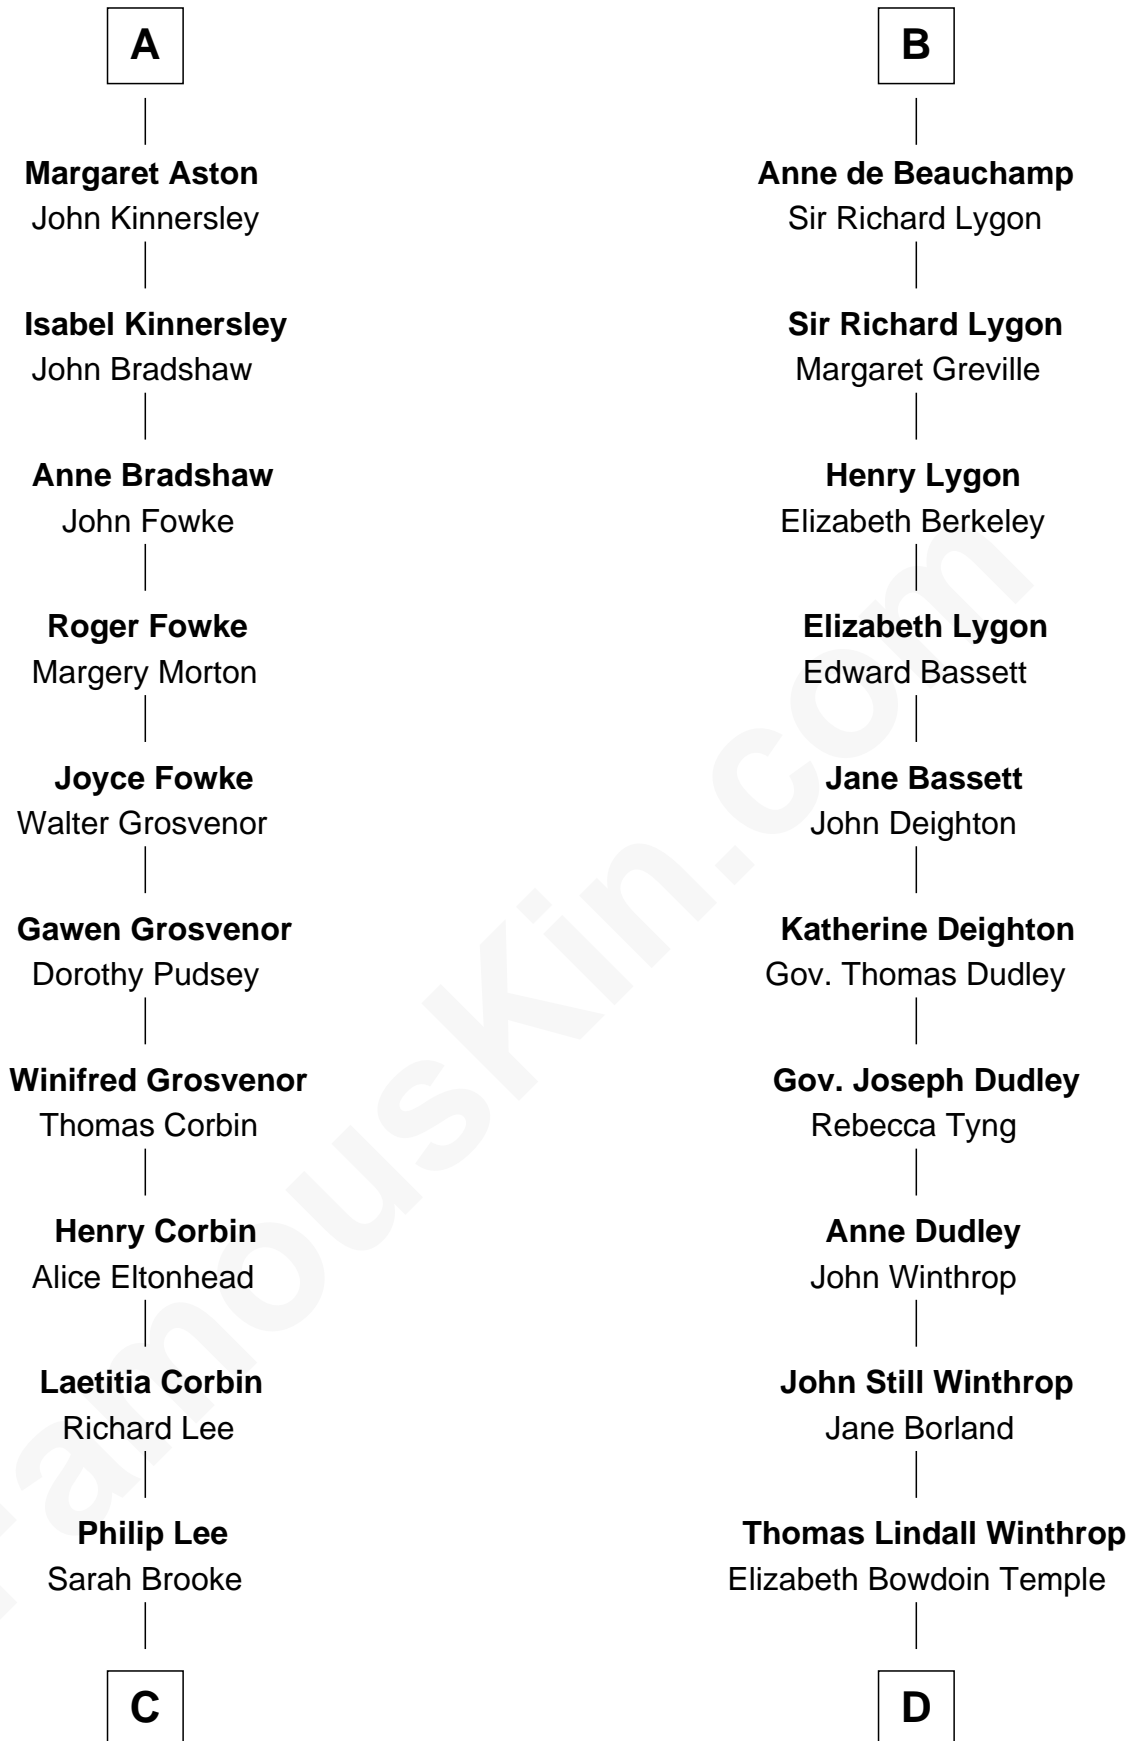 A
Margaret Aston
John Kinnersley
Isabel Kinnersley
John Bradshaw
Anne Bradshaw
John Fowke
Roger Fowke
Margery Morton
Joyce Fowke
Walter Grosvenor
Gawen Grosvenor
Dorothy Pudsey
Winifred Grosvenor
Thomas Corbin
Henry Corbin
Alice Eltonhead
Laetitia Corbin
Richard Lee
Philip Lee
Sarah Brooke
C
B
Anne de Beauchamp
Sir Richard Lygon
Sir Richard Lygon
Margaret Greville
Henry Lygon
Elizabeth Berkeley
Elizabeth Lygon
Edward Bassett
Jane Bassett
John Deighton
Katherine Deighton
Gov. Thomas Dudley
Gov. Joseph Dudley
Rebecca Tyng
Anne Dudley
John Winthrop
John Still Winthrop
Jane Borland
Thomas Lindall Winthrop
Elizabeth Bowdoin Temple
D
FamousKin.com